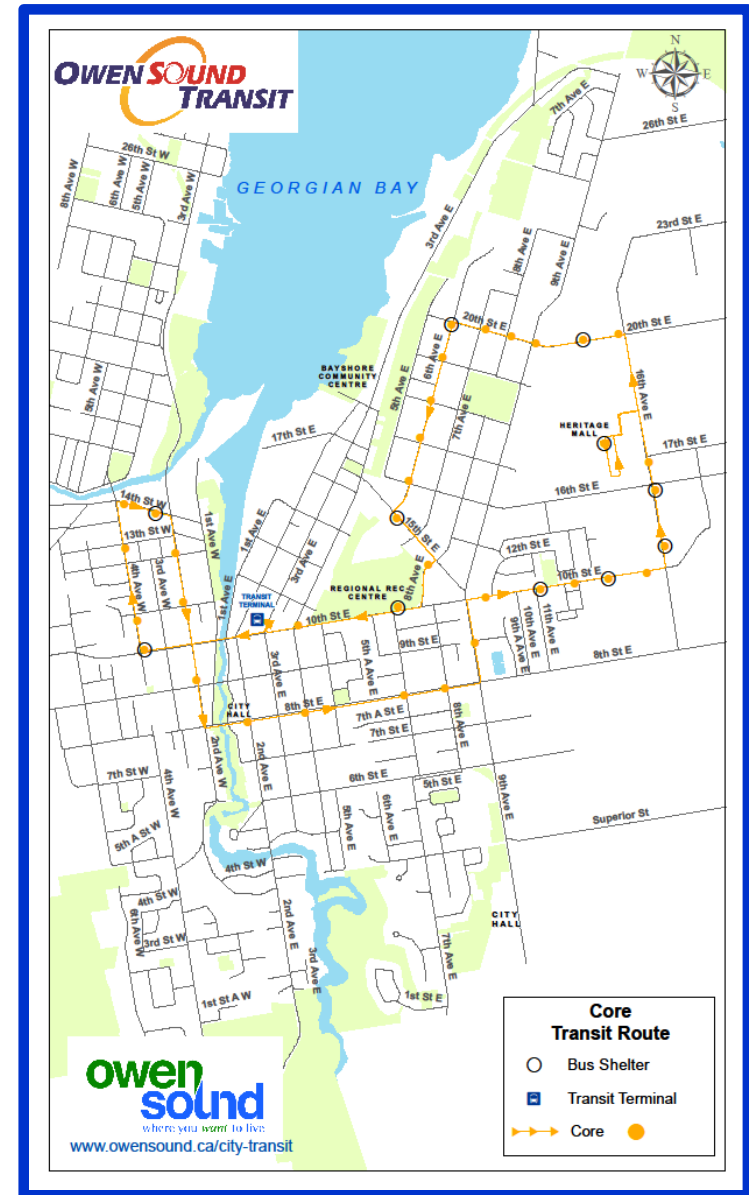 OWEN SOUND
TRANSIT
N
W E
S
7th Ave E
26th St E
26th St W
8th Ave W
6th Ave W
5th Ave W
3rd Ave W
GEORGIAN BAY
3rd Ave E
23rd St E
8th Ave E
9th Ave E
20th St E
20th St E
6th Ave E
BAYSHORE
COMMUNITY
CENTRE
5th Ave E
16th Ave E
5th Ave W
7th Ave E
HERITAGE
MALL
17th St E
17th St E
16th St E
14th St W
1st Ave W
13th St W
1st Ave E
15th St E
12th St E
3rd Ave W
4th Ave W
3rd Ave E
8th Ave E
REGIONAL REC
CENTRE
10th St E
1st Ave E
TRANSIT
TERMINAL
10th St E
11th Ave E
10th Ave E
9th A Ave E
9th St E
5th A Ave E
3rd Ave E
8th St E
8th St E
CITY
HALL
7th A St E
7th St E
8th Ave E
2nd Ave W
2nd Ave E
7th St W
4th Ave W
6th St E
5th St E
9th Ave E
5th Ave E
6th Ave E
Superior St
5th A St W
4th St W
4th St W
6th Ave W
3rd St W
2nd Ave E
3rd Ave E
7th Ave E
CITY
HALL
1st St A W
1st St E
Core
Transit Route
Bus Shelter
Transit Terminal
Core
owen
sound
where you want to live
www.owensound.ca/city-transit